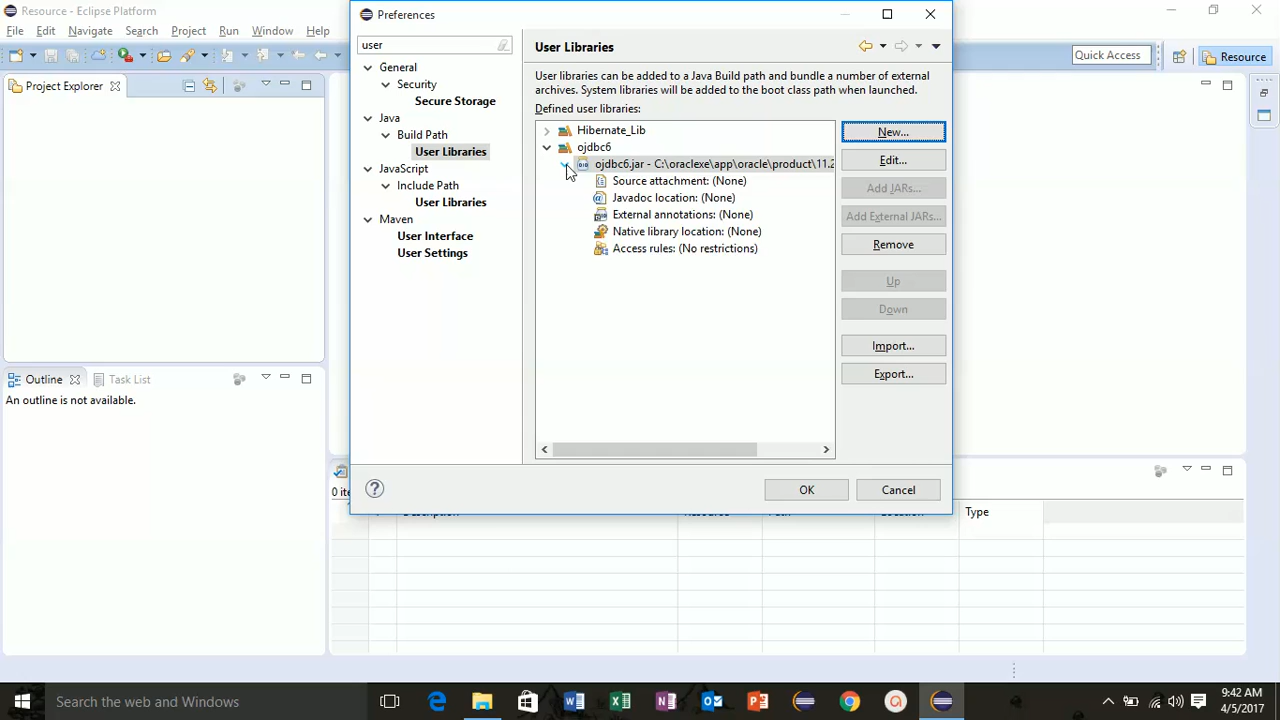 Resource - Eclipse Platform
File Edit Navigate Search Project Run Window Help
Quick Access
Resource
Project Explorer
Outline
Task List
An outline is not available.
Preferences
user
General
Security
Secure Storage
Java
Build Path
User Libraries
JavaScript
Include Path
User Libraries
Maven
User Interface
User Settings
User Libraries
User libraries can be added to a Java Build path and bundle a number of external
archives. System libraries will be added to the boot class path when launched.
Defined user libraries:
Hibernate_Lib
ojdbc6
ojdbc6.jar - C:\oraclexe\app\oracle\product\11.2
Source attachment: (None)
Javadoc location: (None)
External annotations: (None)
Native library location: (None)
Access rules: (No restrictions)
New...
Edit...
Add JARs...
Add External JARs...
Remove
Up
Down
Import...
Export...
OK
Cancel
0
Type
Search the web and Windows
9:42 AM
4/5/2017